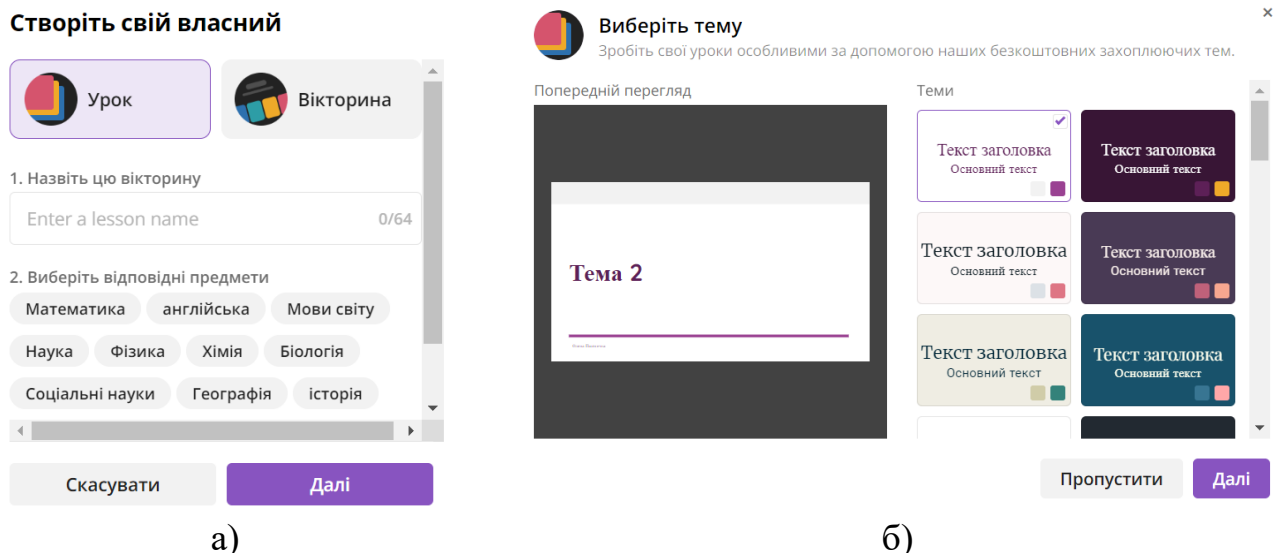 Створіть свій власний
Урок
Вікторина
1. Назвіть цю вікторину
Enter a lesson name
0/64
2. Виберіть відповідні предмети
Математика
англійська
Мови світу
Наука
Фізика
Хімія
Біологія
Соціальні науки
Географія
історія
Скасувати
Далі
а)
Виберіть тему
Зробіть свої уроки особливими за допомогою наших безкоштовних захоплюючих тем.
Попередній перегляд
Тема 2
Теми
Текст заголовка
Основний текст
Текст заголовка
Основний текст
Текст заголовка
Основний текст
Текст заголовка
Основний текст
Текст заголовка
Основний текст
Текст заголовка
Основний текст
Пропустити
Далі
б)